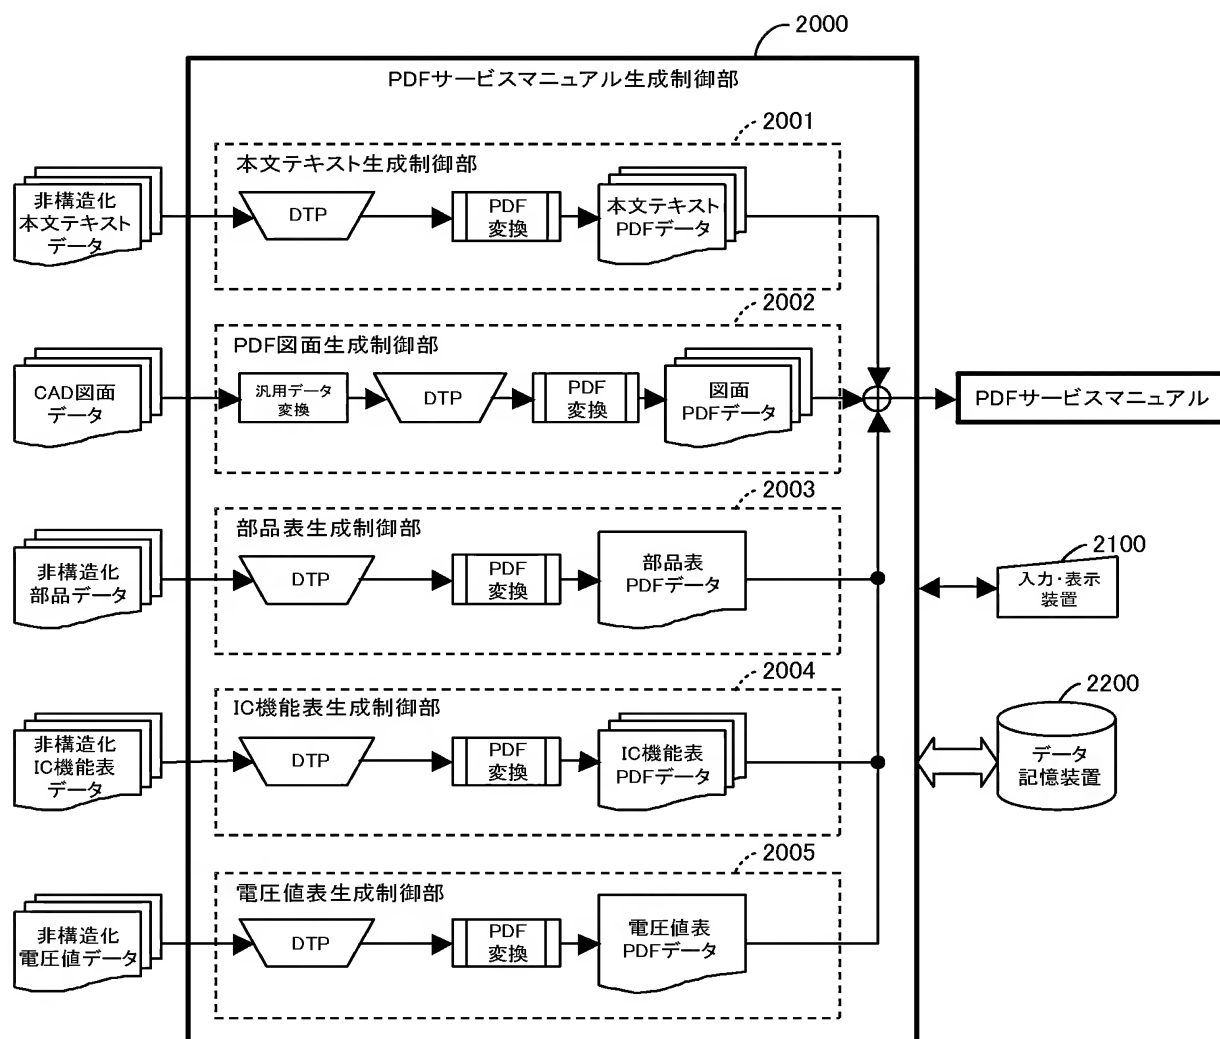 2000
PDFサービスマニュアル生成制御部
2001
本文テキスト生成制御部
非構造化
本文テキスト
データ
DTP
PDF
変換
本文テキスト
PDFデータ
2002
PDF図面生成制御部
CAD図面
データ
汎用データ
変換
DTP
PDF
変換
図面
PDFデータ
PDFサービスマニュアル
2003
部品表生成制御部
非構造化
部品データ
DTP
PDF
変換
部品表
PDFデータ
2100
入力・表示
装置
2004
IC機能表生成制御部
非構造化
IC機能表
データ
DTP
PDF
変換
IC機能表
PDFデータ
2200
データ
記憶装置
2005
電圧値表生成制御部
非構造化
電圧値データ
DTP
PDF
変換
電圧値表
PDFデータ